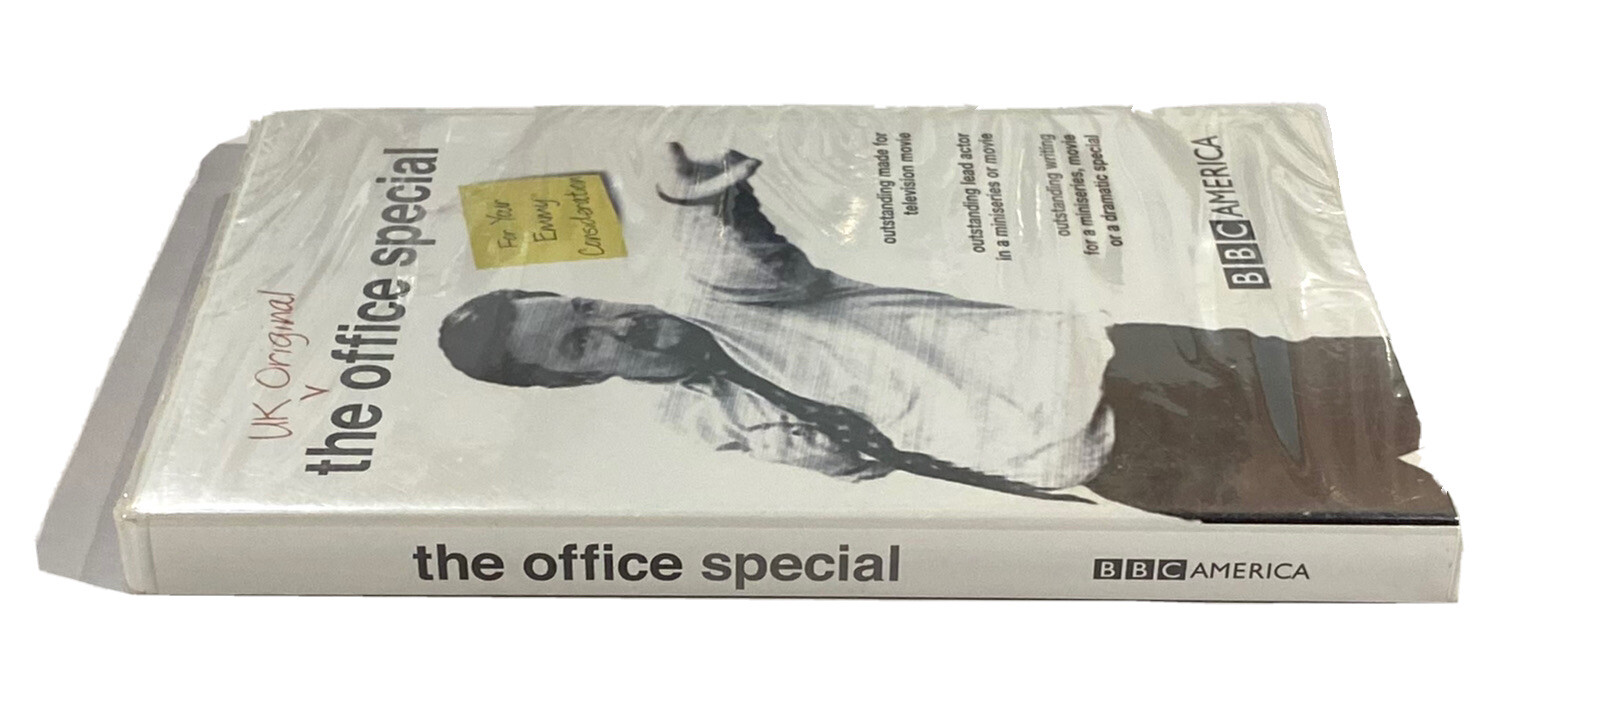 UK Original
v
the office special
For Your
Emmy
Consideration
outstanding made for
television movie
outstanding lead actor
in a miniseries or movie
outstanding writing
for a miniseries, movie
or a dramatic special
BBC AMERICA
the office special
BBC AMERICA